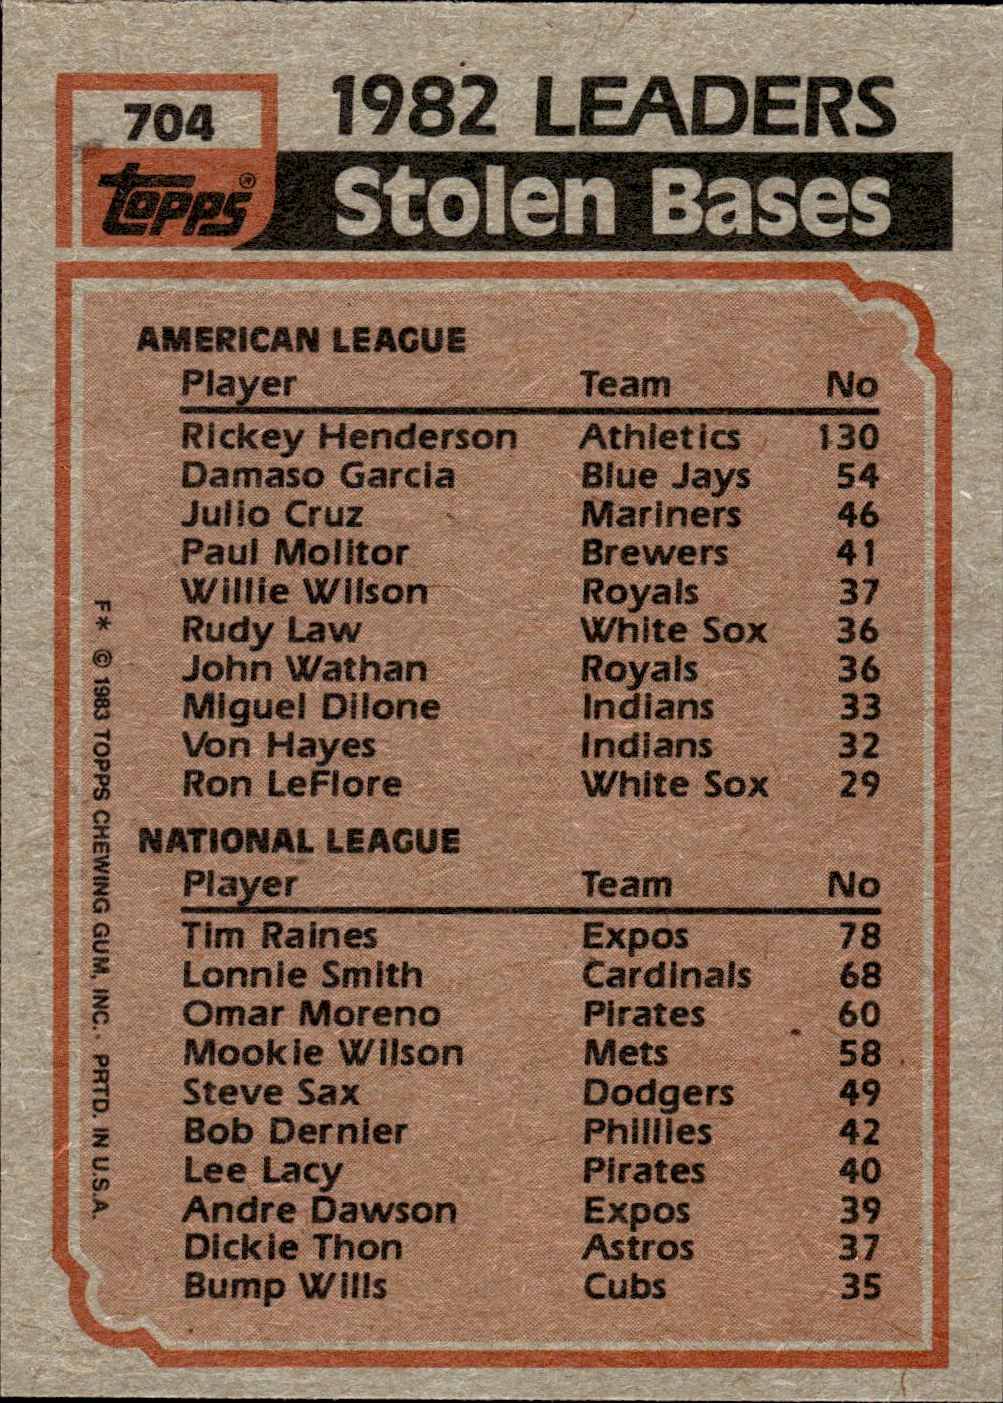 704
1982 LEADERS
topps®
Stolen Bases
AMERICAN LEAGUE
Player Team No
Rickey Henderson Athletics 130
Damaso Garcia Blue Jays 54
Julio Cruz Mariners 46
Paul Molitor Brewers 41
Willie Wilson Royals 37
Rudy Law White Sox 36
John Wathan Royals 36
Miguel Dilone Indians 33
Von Hayes Indians 32
Ron LeFlore White Sox 29
NATIONAL LEAGUE
Player Team No
Tim Raines Expos 78
Lonnie Smith Cardinals 68
Omar Moreno Pirates 60
Mookie Wilson Mets 58
Steve Sax Dodgers 49
Bob Dernier Phillies 42
Lee Lacy Pirates 40
Andre Dawson Expos 39
Dickie Thon Astros 37
Bump Wills Cubs 35
F* © 1983 TOPPS CHEWING GUM, INC. · PRTD. IN U.S.A.